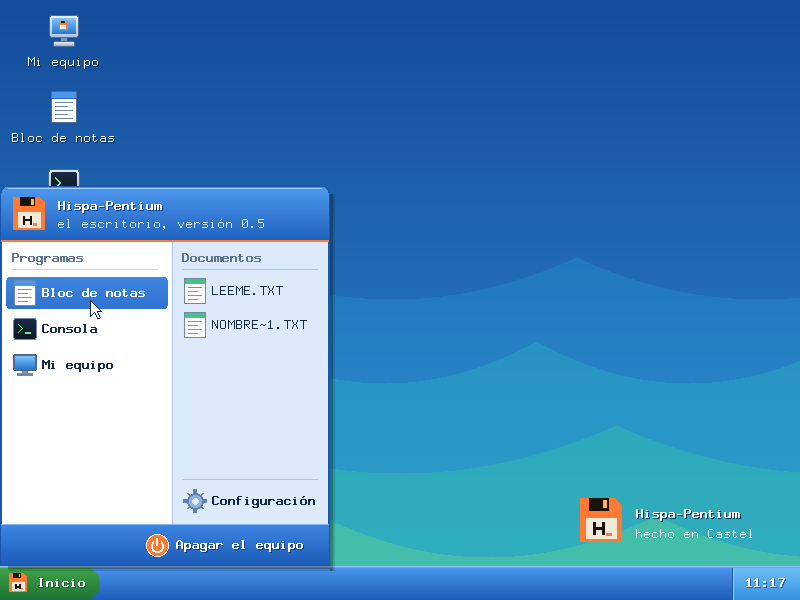 Mi equipo
Bloc de notas
Hispa-Pentium
el escritorio, versión 0.5
Programas
Bloc de notas
Consola
Mi equipo
Documentos
LEEME.TXT
NOMBRE~1.TXT
Configuración
Apagar el equipo
H.
Hispa-Pentium
hecho en Castel
Inicio
11:17